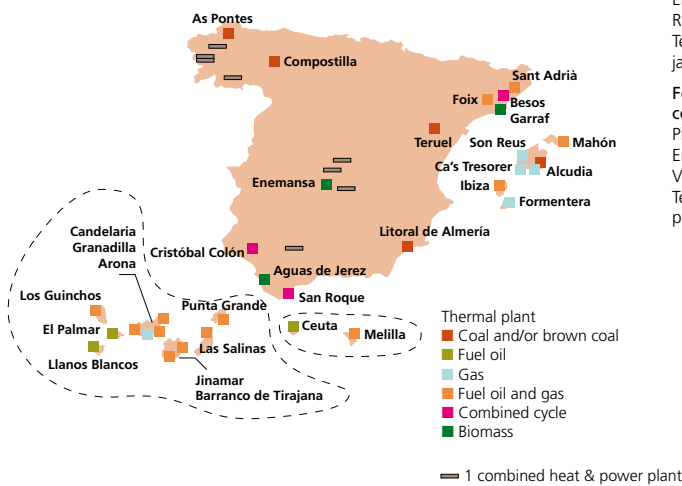 As Pontes
Compostilla
Sant Adrià
Foix
Besos
Garraf
Teruel
Son Reus
Mahón
Ca's Tresorer
Alcudia
Ibiza
Formentera
Enemansa
Candelaria
Granadilla
Arona
Cristóbal Colón
Litoral de Almería
Aguas de Jerez
San Roque
Los Guinchos
Punta Grande
El Palmar
Ceuta
Melilla
Las Salinas
Llanos Blancos
Jinamar
Barranco de Tirajana
Thermal plant
Coal and/or brown coal
Fuel oil
Gas
Fuel oil and gas
Combined cycle
Biomass
1 combined heat & power plant